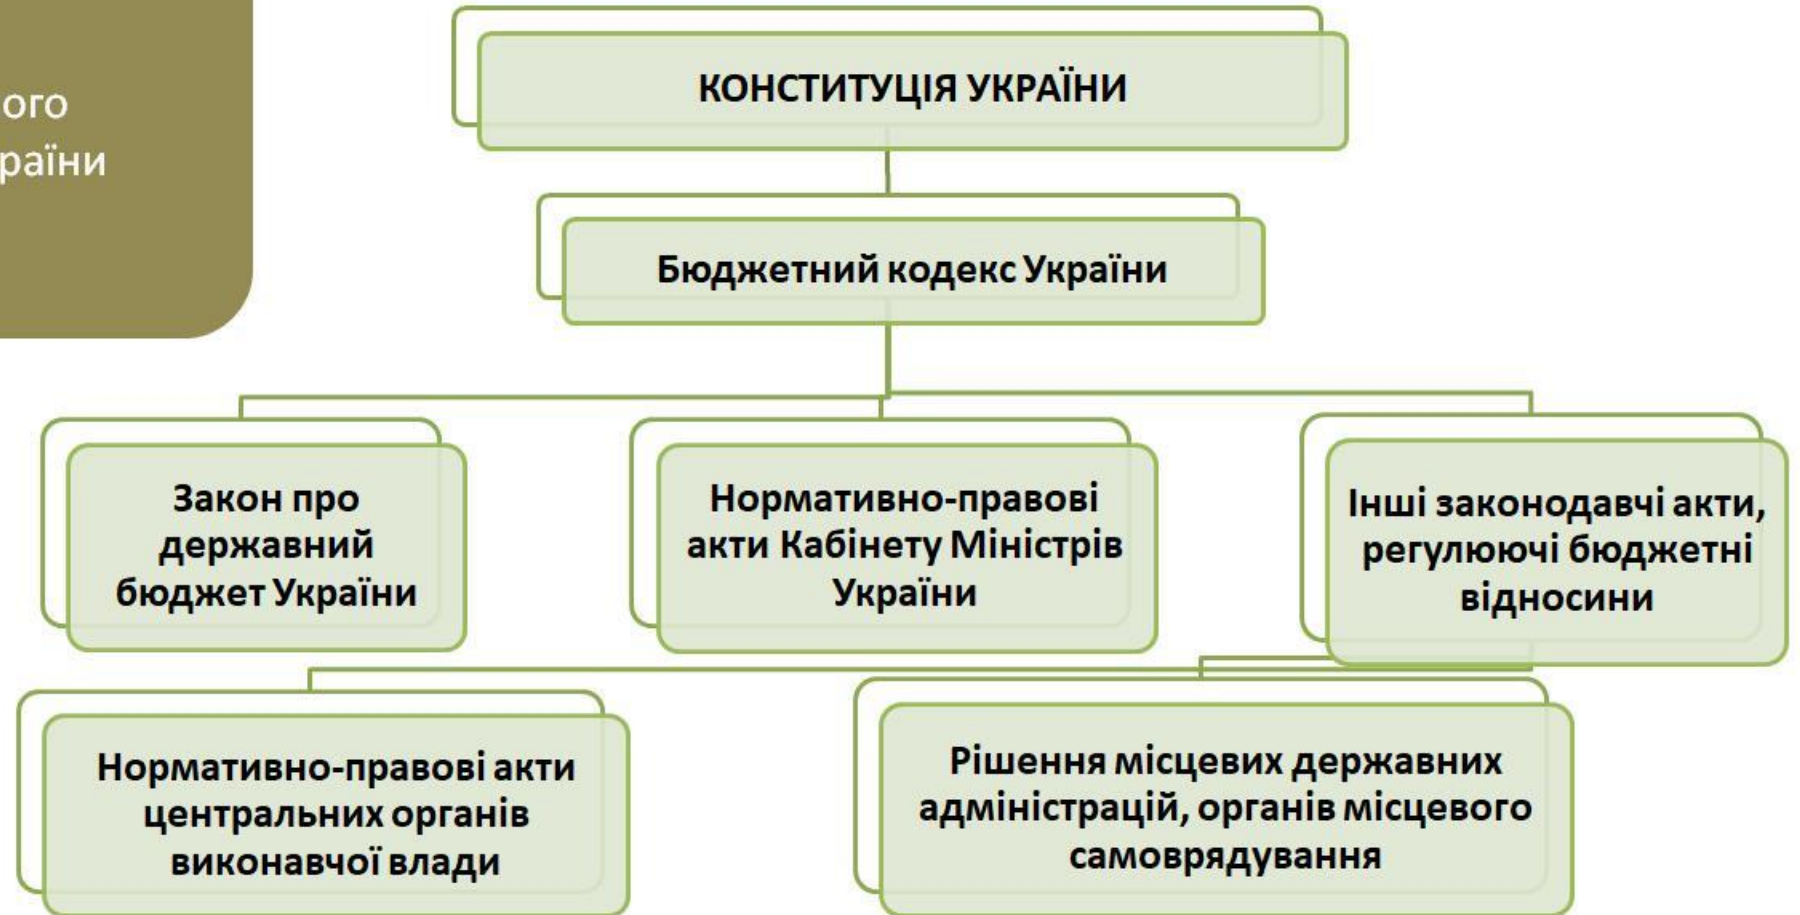 ого
раїни
КОНСТИТУЦІЯ УКРАЇНИ
Бюджетний кодекс України
Закон про
державний
бюджет України
Нормативно-правові
акти Кабінету Міністрів
України
Інші законодавчі акти,
регулюючі бюджетні
відносини
Нормативно-правові акти
центральних органів
виконавчої влади
Рішення місцевих державних
адміністрацій, органів місцевого
самоврядування